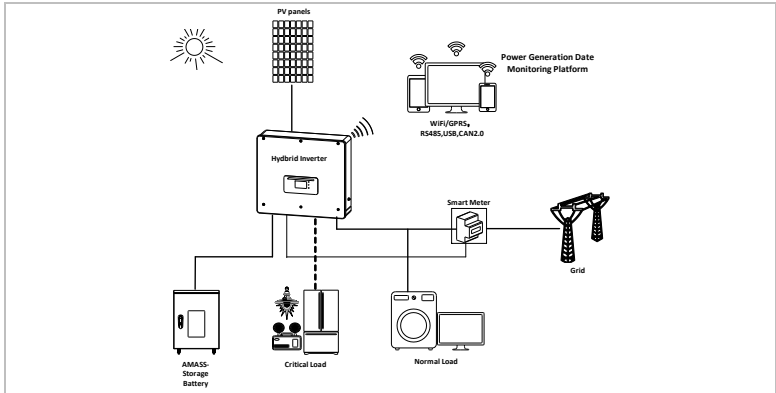 PV panels
Power Generation Date
Monitoring Platform
WiFi/GPRS,
RS485,USB,CAN2.0
Hydbrid Inverter
Smart Meter
Grid
AMASS-
Storage
Battery
Critical Load
Normal Load